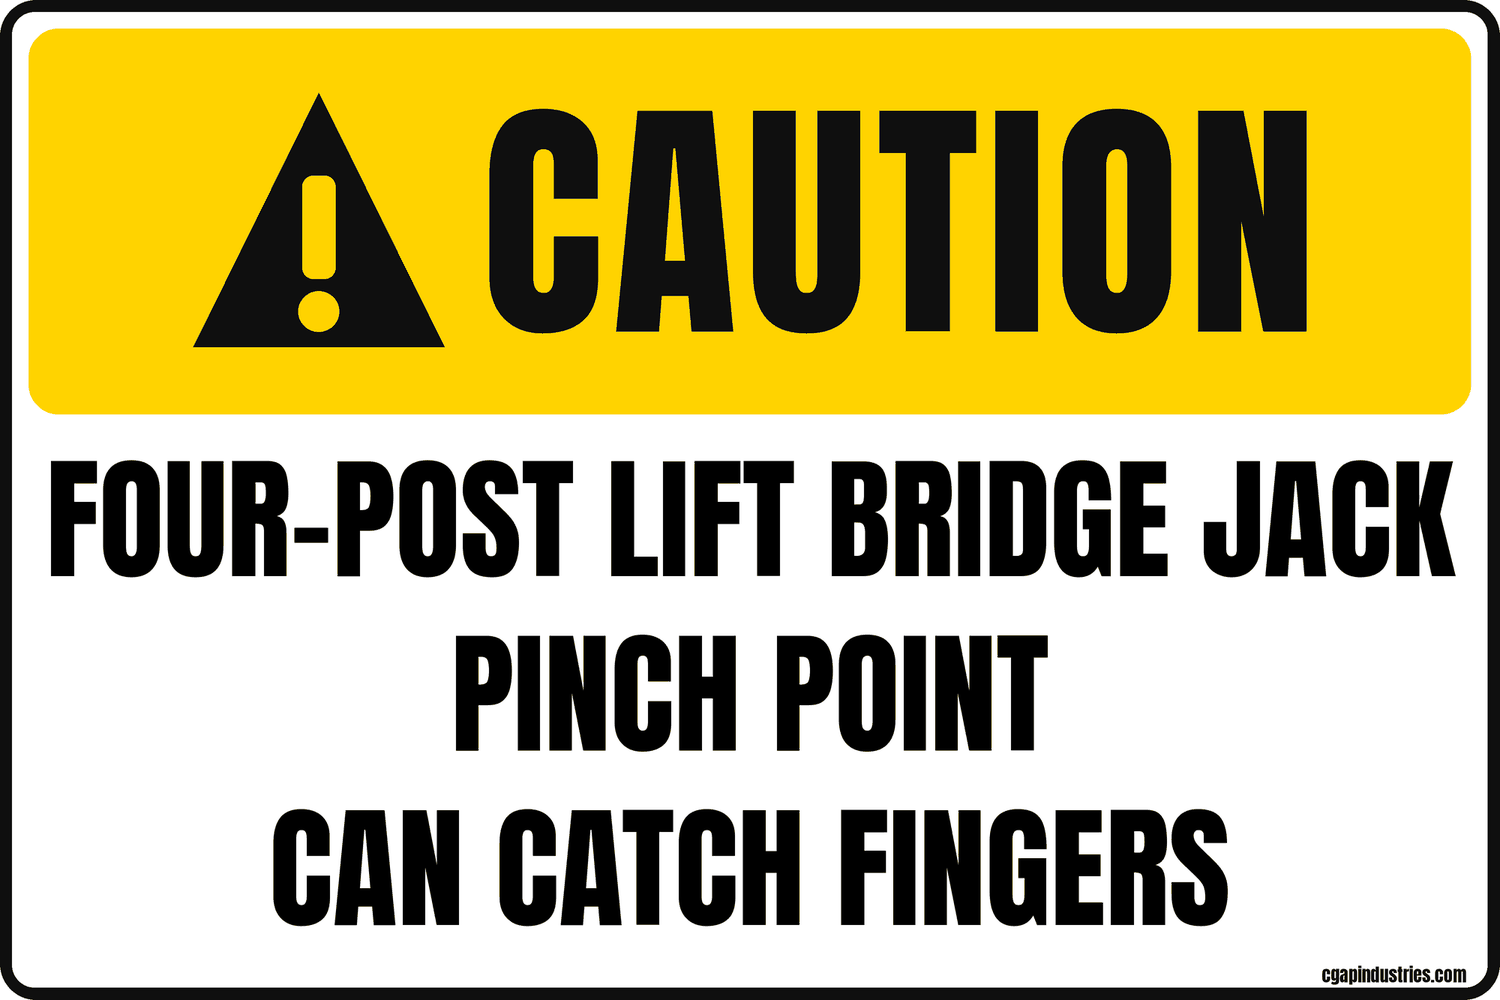 CAUTION
FOUR-POST LIFT BRIDGE JACK
PINCH POINT
CAN CATCH FINGERS
cgapindustries.com